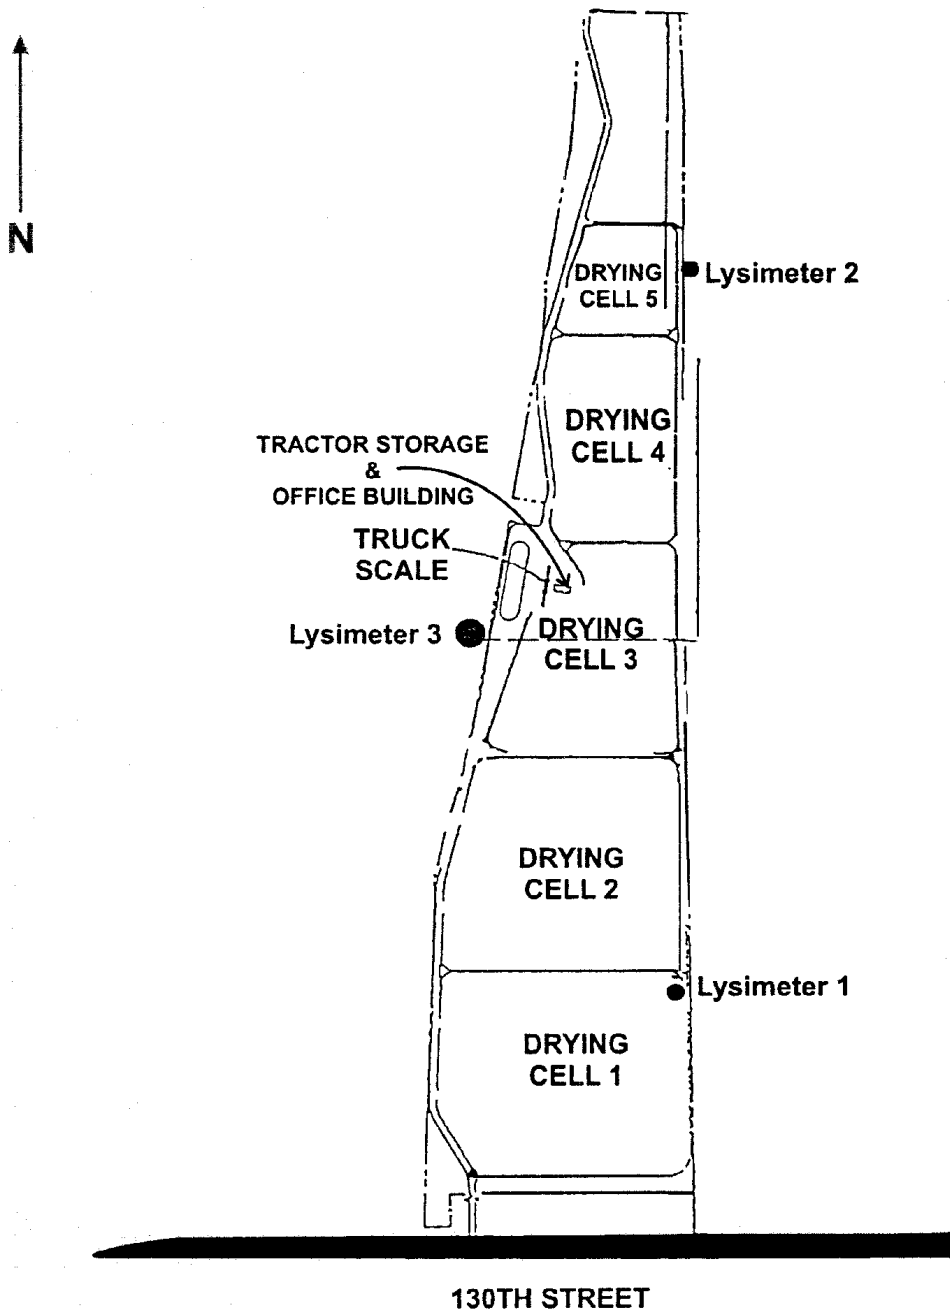 N
DRYING
CELL 5
Lysimeter 2
DRYING
CELL 4
TRACTOR STORAGE
&
OFFICE BUILDING
TRUCK
SCALE
Lysimeter 3
DRYING
CELL 3
DRYING
CELL 2
Lysimeter 1
DRYING
CELL 1
130TH STREET